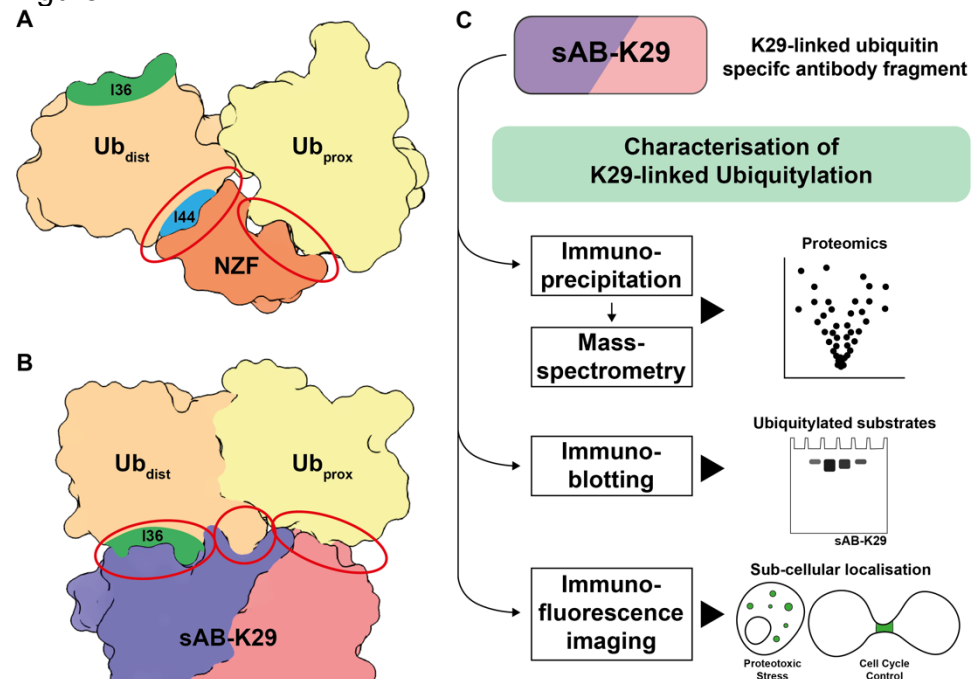 A
I36
Ub dist
Ub prox
I44
NZF
B
Ub dist
Ub prox
I36
sAB-K29
C
sAB-K29
K29-linked ubiquitin
specifc antibody fragment
Characterisation of
K29-linked Ubiquitylation
Immuno-
precipitation
Mass-
spectrometry
Proteomics
Immuno-
blotting
Ubiquitylated substrates
sAB-K29
Immuno-
fluorescence
imaging
Sub-cellular localisation
Proteotoxic
Stress
Cell Cycle
Control